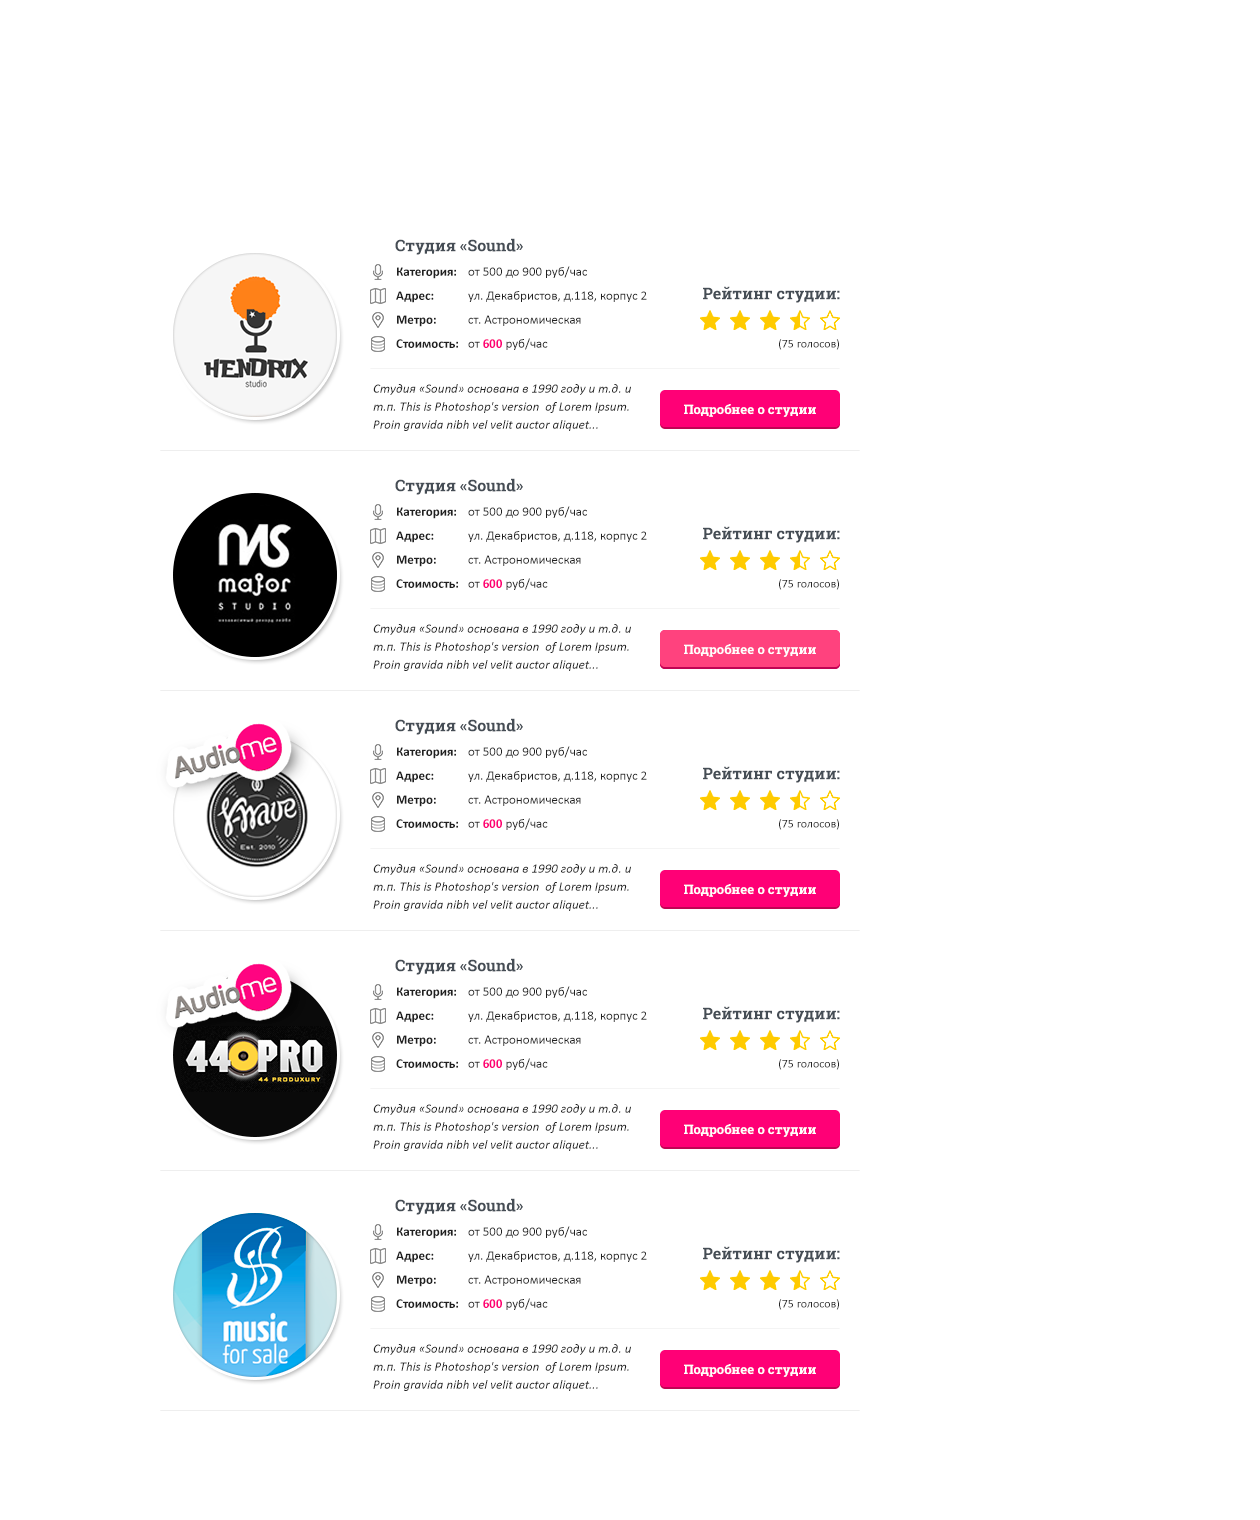 Студия «Sound»
Категория: от 500 до 900 руб/час
Адрес: ул. Декабристов, д.118, корпус 2
Метро: ст. Астрономическая
Стоимость: от 600 руб/час
Рейтинг студии:
(75 голосов)
HENDRIX
studio
Студия «Sound» основана в 1990 году и т.д. и
т.п. This is Photoshop's version of Lorem Ipsum.
Proin gravida nibh vel velit auctor aliquet...
Подробнее о студии
Студия «Sound»
Категория: от 500 до 900 руб/час
Адрес: ул. Декабристов, д.118, корпус 2
Метро: ст. Астрономическая
Стоимость: от 600 руб/час
Рейтинг студии:
(75 голосов)
MS
major
STUDIO
независимый рекорд лейбл
Студия «Sound» основана в 1990 году и т.д. и
т.п. This is Photoshop's version of Lorem Ipsum.
Proin gravida nibh vel velit auctor aliquet...
Подробнее о студии
Студия «Sound»
Категория: от 500 до 900 руб/час
Адрес: ул. Декабристов, д.118, корпус 2
Метро: ст. Астрономическая
Стоимость: от 600 руб/час
Рейтинг студии:
(75 голосов)
Audiome
Est. 2010
Студия «Sound» основана в 1990 году и т.д. и
т.п. This is Photoshop's version of Lorem Ipsum.
Proin gravida nibh vel velit auctor aliquet...
Подробнее о студии
Студия «Sound»
Категория: от 500 до 900 руб/час
Адрес: ул. Декабристов, д.118, корпус 2
Метро: ст. Астрономическая
Стоимость: от 600 руб/час
Рейтинг студии:
(75 голосов)
Audiome
44 PRO
44 PRODUXURY
Студия «Sound» основана в 1990 году и т.д. и
т.п. This is Photoshop's version of Lorem Ipsum.
Proin gravida nibh vel velit auctor aliquet...
Подробнее о студии
Студия «Sound»
Категория: от 500 до 900 руб/час
Адрес: ул. Декабристов, д.118, корпус 2
Метро: ст. Астрономическая
Стоимость: от 600 руб/час
Рейтинг студии:
(75 голосов)
music
for sale
Студия «Sound» основана в 1990 году и т.д. и
т.п. This is Photoshop's version of Lorem Ipsum.
Proin gravida nibh vel velit auctor aliquet...
Подробнее о студии